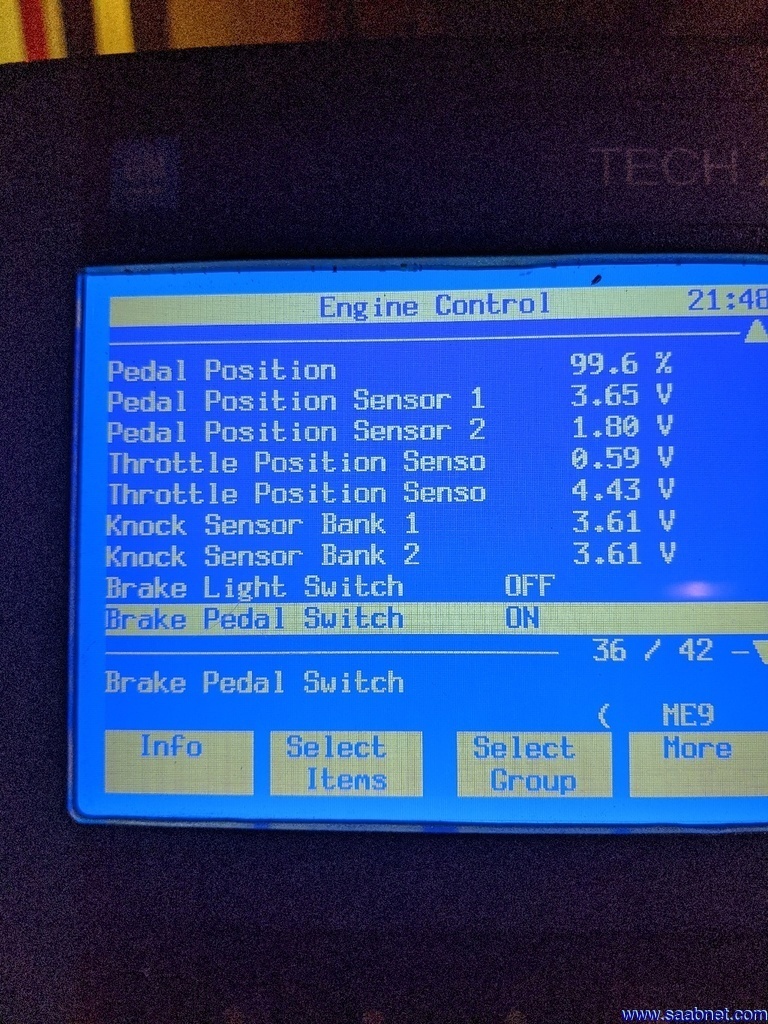 TECH
Engine Control 21:48
Pedal Position 99.6 %
Pedal Position Sensor 1 3.65 V
Pedal Position Sensor 2 1.80 V
Throttle Position Senso 0.59 V
Throttle Position Senso 4.43 V
Knock Sensor Bank 1 3.61 V
Knock Sensor Bank 2 3.61 V
Brake Light Switch OFF
Brake Pedal Switch ON
36 / 42
Brake Pedal Switch
( ME9
Info Select Items Select Group More
www.saabnet.com